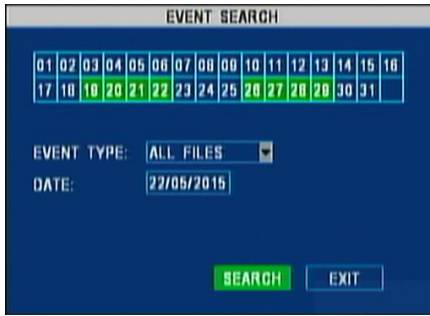 EVENT SEARCH
01 02 03 04 05 06 07 08 09 10 11 12 13 14 15 16
17 18 19 20 21 22 23 24 25 26 27 28 29 30 31
EVENT TYPE: ALL FILES
DATE: 22/05/2015
SEARCH EXIT